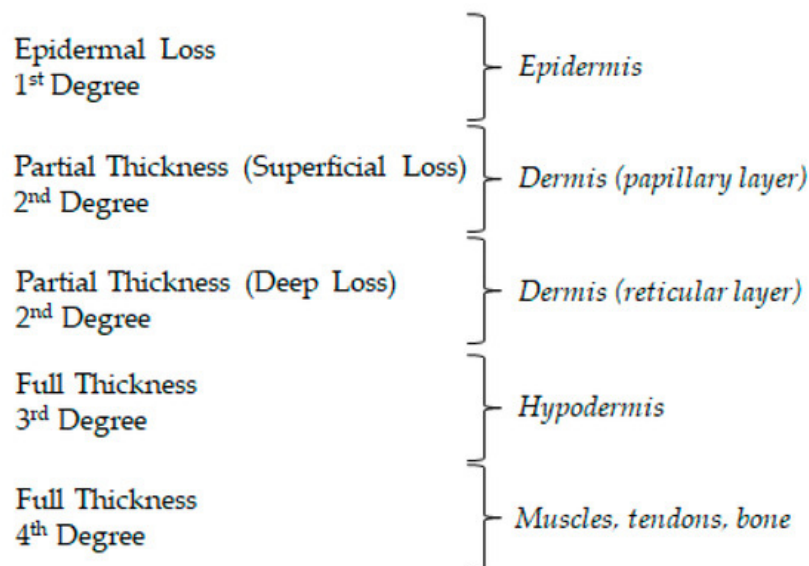 Epidermal Loss
1st Degree
Epidermis
Partial Thickness (Superficial Loss)
2nd Degree
Dermis (papillary layer)
Partial Thickness (Deep Loss)
2nd Degree
Dermis (reticular layer)
Full Thickness
3rd Degree
Hypodermis
Full Thickness
4th Degree
Muscles, tendons, bone